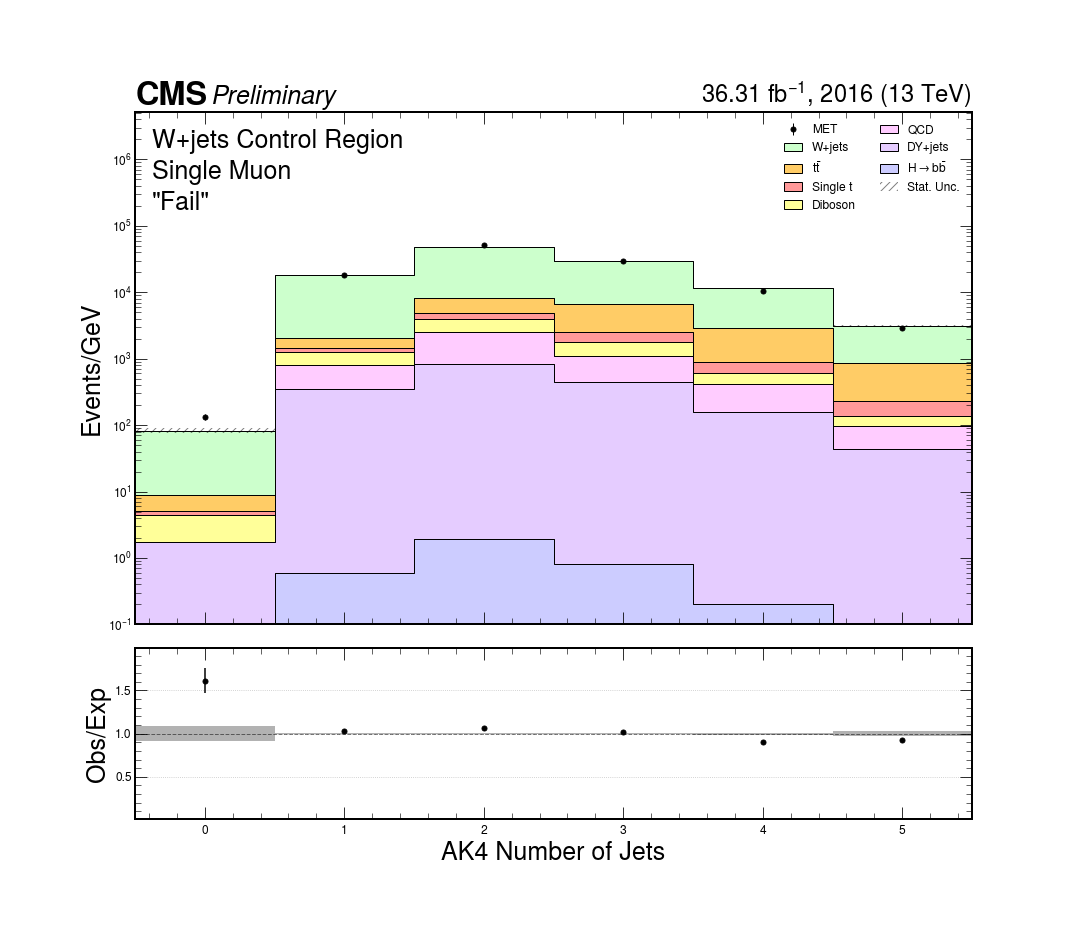 CMS Preliminary
36.31 fb⁻¹, 2016 (13 TeV)
W+jets Control Region
Single Muon
"Fail"
MET
W+jets
tt̄
Single t
Diboson
QCD
DY+jets
H→bb̄
Stat. Unc.
Events/GeV
10⁶
10⁵
10⁴
10³
10²
10¹
10⁰
10⁻¹
Obs/Exp
1.5
1.0
0.5
0 1 2 3 4 5
AK4 Number of Jets